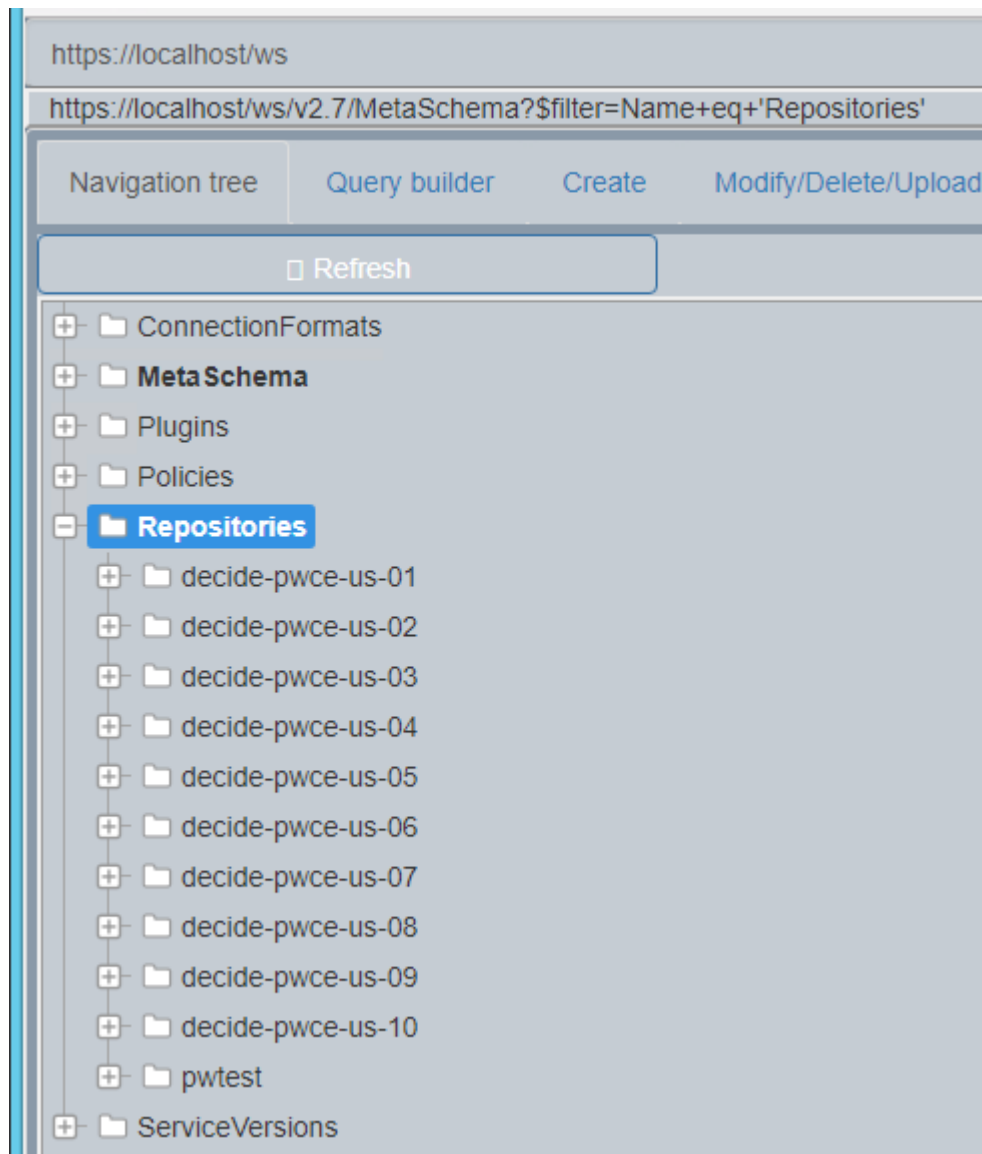 https://localhost/ws
https://localhost/ws/v2.7/MetaSchema?$filter=Name+eq+'Repositories'
Navigation tree Query builder Create Modify/Delete/Upload
Refresh
ConnectionFormats
MetaSchema
Plugins
Policies
Repositories
decide-pwce-us-01
decide-pwce-us-02
decide-pwce-us-03
decide-pwce-us-04
decide-pwce-us-05
decide-pwce-us-06
decide-pwce-us-07
decide-pwce-us-08
decide-pwce-us-09
decide-pwce-us-10
pwtest
ServiceVersions